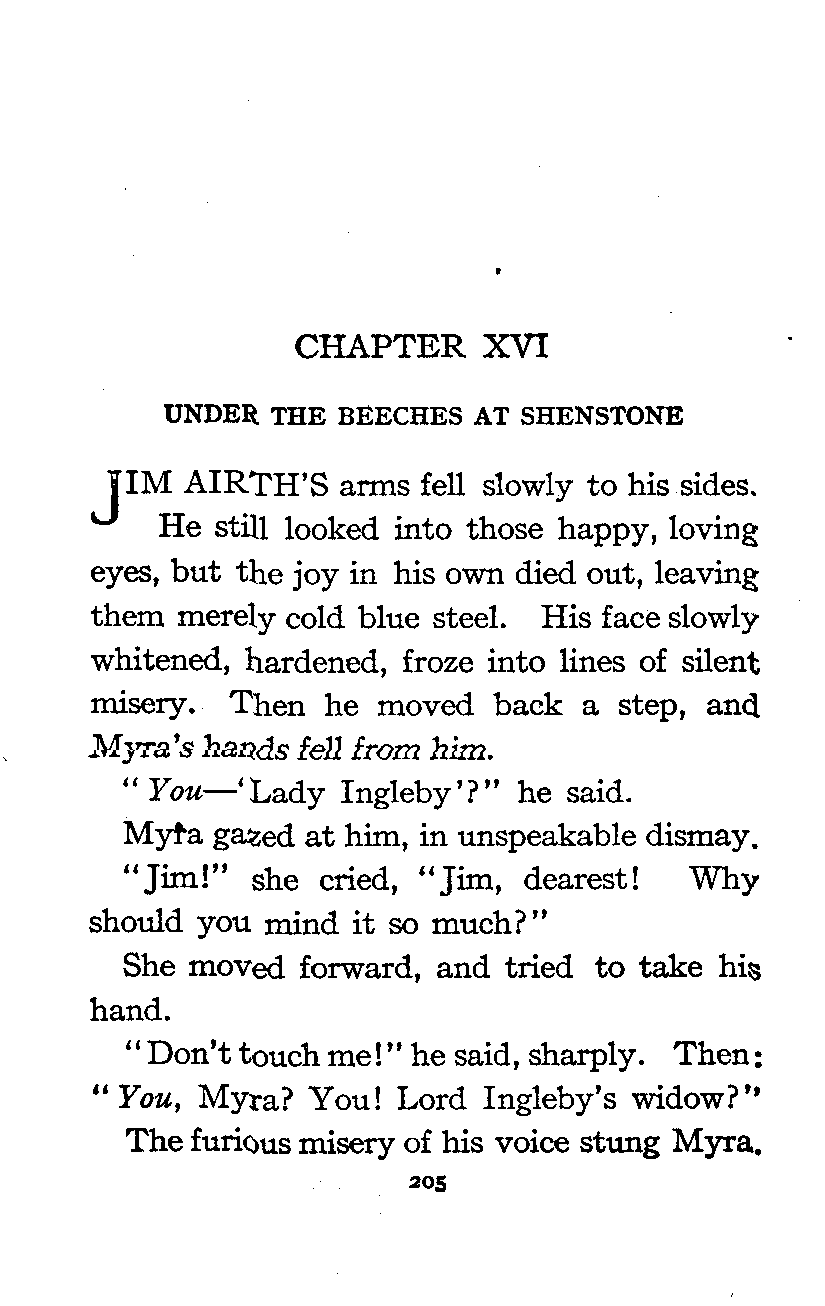 CHAPTER XVI
UNDER THE BEECHES AT SHENSTONE
JIM AIRTH'S arms fell slowly to his sides.
He still looked into those happy, loving
eyes, but the joy in his own died out, leaving
them merely cold blue steel. His face slowly
whitened, hardened, froze into lines of silent
misery. Then he moved back a step, and
Myra's hands fell from him.
"You—'Lady Ingleby'?" he said.
Myra gazed at him, in unspeakable dismay.
"Jim!" she cried, "Jim, dearest! Why
should you mind it so much?"
She moved forward, and tried to take his
hand.
"Don't touch me!" he said, sharply. Then:
"You, Myra? You! Lord Ingleby's widow?"
The furious misery of his voice stung Myra.
205